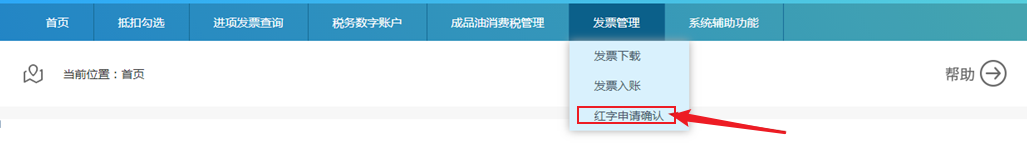 首页 抵扣勾选 进项发票查询 税务数字账户 成品油消费税管理 发票管理 系统辅助功能
发票下载
当前位置：首页 帮助
发票入账
红字申请确认